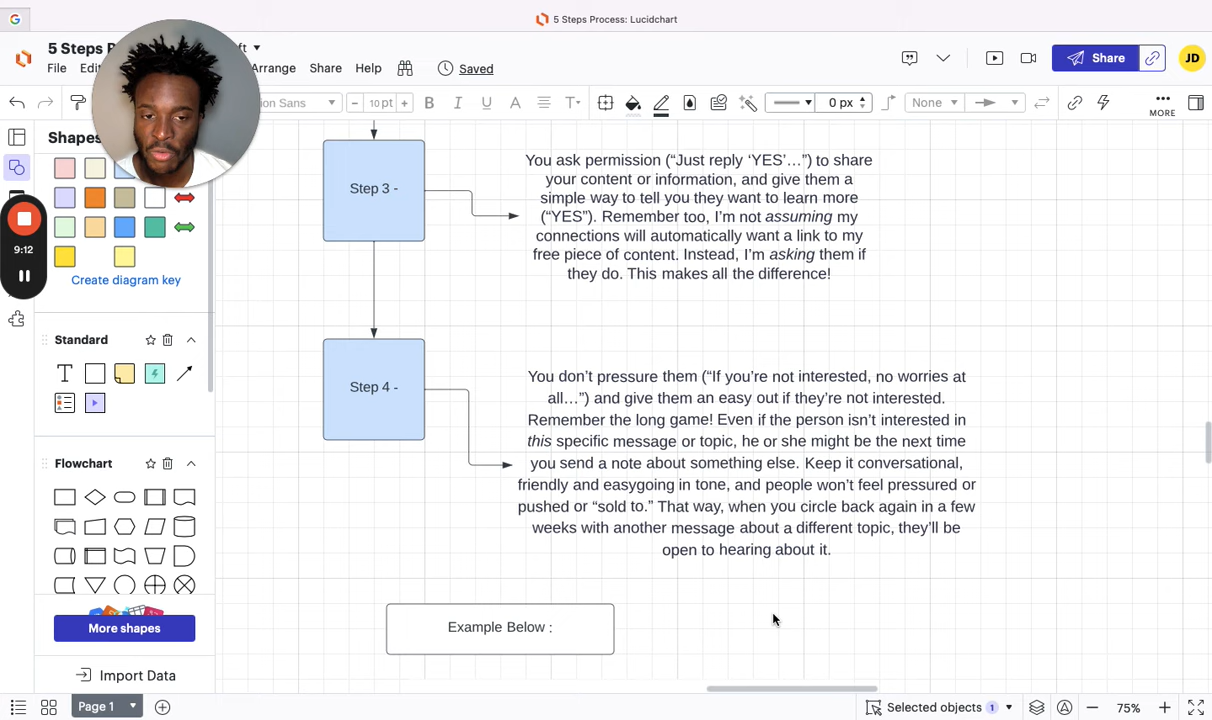 5 Steps Process: Lucidchart
5 Steps P
ft
File Edi Arrange Share Help Saved
Share
JD
ion Sans
10 pt
B I U A T
0 px
None
MORE
Shapes
9:12
Create diagram key
Standard
T
Flowchart
More shapes
Import Data
Step 3 -
You ask permission (“Just reply ‘YES’…”) to share
your content or information, and give them a
simple way to tell you they want to learn more
(“YES”). Remember too, I’m not assuming my
connections will automatically want a link to my
free piece of content. Instead, I’m asking them if
they do. This makes all the difference!
Step 4 -
You don’t pressure them (“If you’re not interested, no worries at
all…”) and give them an easy out if they’re not interested.
Remember the long game! Even if the person isn’t interested in
this specific message or topic, he or she might be the next time
you send a note about something else. Keep it conversational,
friendly and easygoing in tone, and people won’t feel pressured or
pushed or “sold to.” That way, when you circle back again in a few
weeks with another message about a different topic, they’ll be
open to hearing about it.
Example Below :
Page 1
Selected objects 1
75%